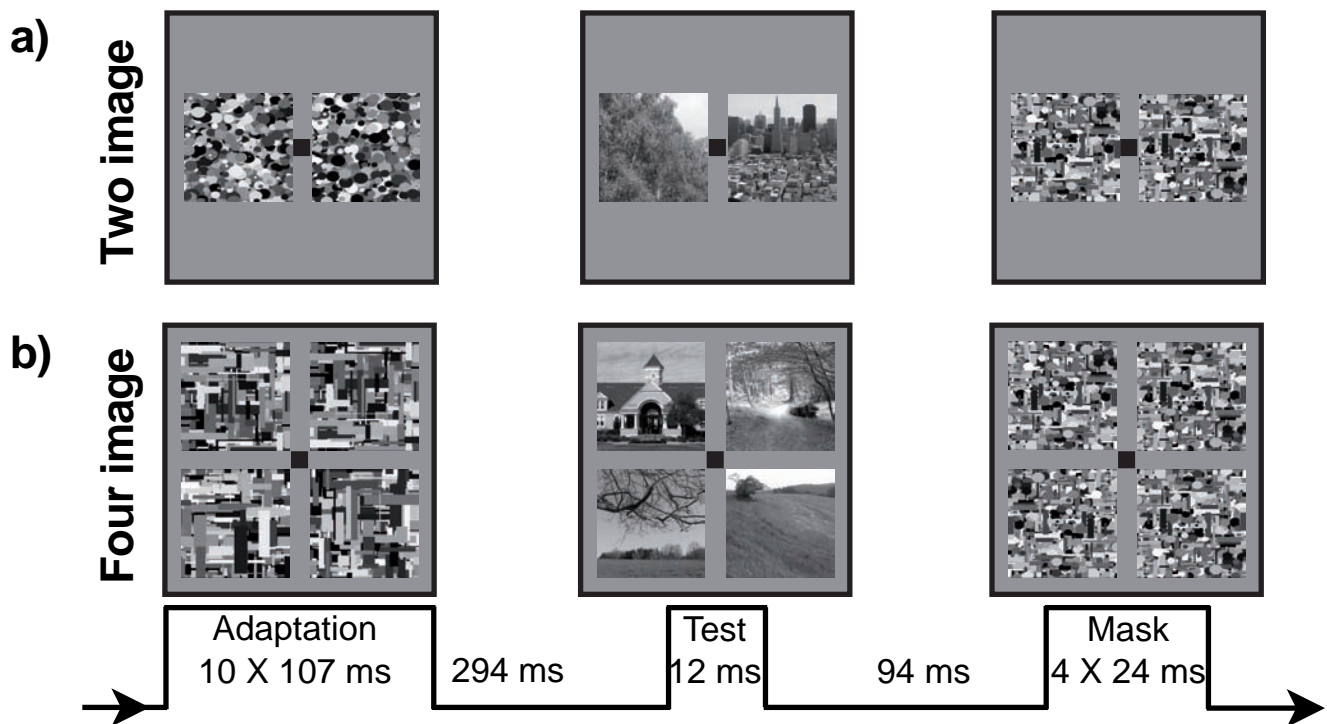 a)
Two image
b)
Four image
Adaptation
10 X 107 ms
294 ms
Test
12 ms
94 ms
Mask
4 X 24 ms